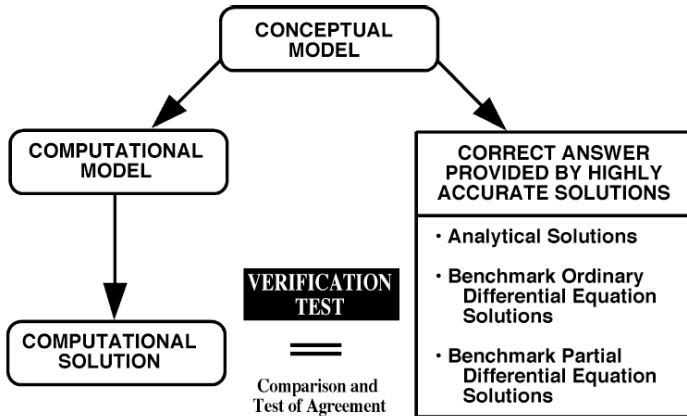 CONCEPTUAL
MODEL
COMPUTATIONAL
MODEL
COMPUTATIONAL
SOLUTION
VERIFICATION
TEST
=
Comparison and
Test of Agreement
CORRECT ANSWER
PROVIDED BY HIGHLY
ACCURATE SOLUTIONS
· Analytical Solutions
· Benchmark Ordinary
Differential Equation
Solutions
· Benchmark Partial
Differential Equation
Solutions